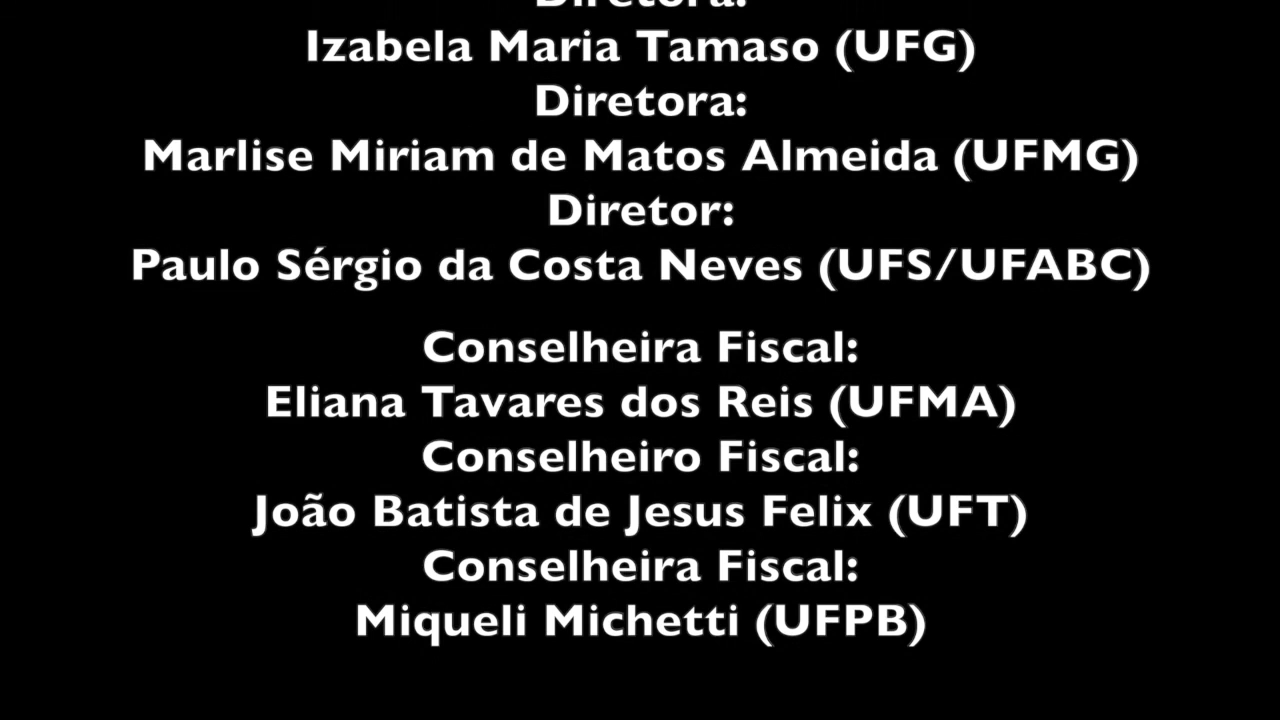 Diretora:
Izabela Maria Tamaso (UFG)
Diretora:
Marlise Miriam de Matos Almeida (UFMG)
Diretor:
Paulo Sérgio da Costa Neves (UFS/UFABC)
Conselheira Fiscal:
Eliana Tavares dos Reis (UFMA)
Conselheiro Fiscal:
João Batista de Jesus Felix (UFT)
Conselheira Fiscal:
Miqueli Michetti (UFPB)